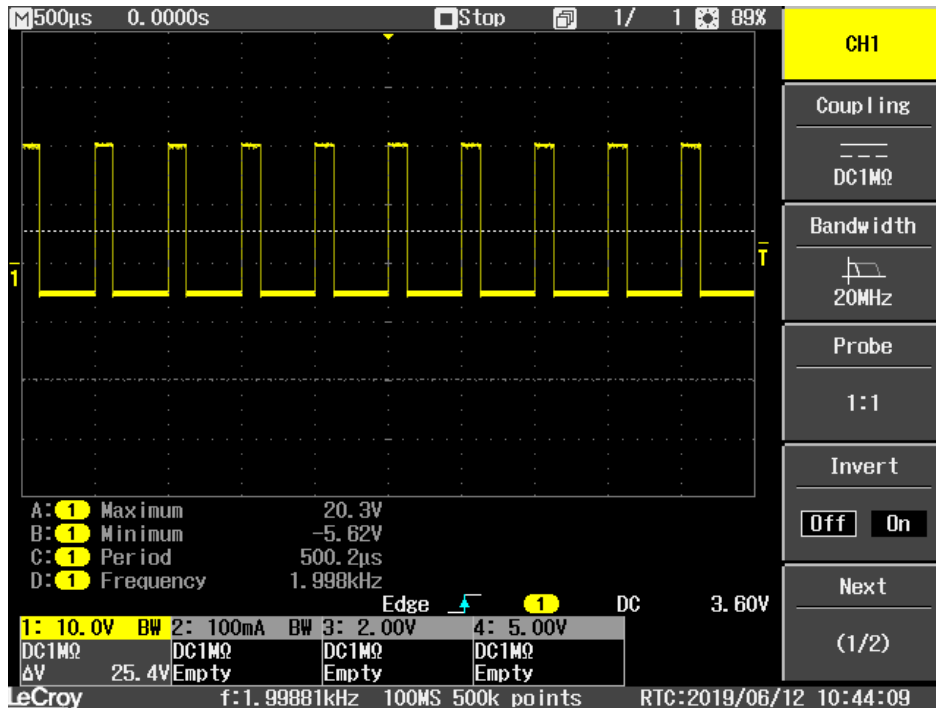 M 500μs 0.0000s Stop 1/ 1 89%
CH1
Coupling
DC1MΩ
Bandwidth
20MHz
Probe
1:1
Invert
Off On
Next
(1/2)
1
T
A: 1 Maximum 20.3V
B: 1 Minimum -5.62V
C: 1 Period 500.2μs
D: 1 Frequency 1.998kHz
Edge 1 DC 3.60V
1: 10.0V BW 2: 100mA BW 3: 2.00V 4: 5.00V
DC1MΩ DC1MΩ DC1MΩ DC1MΩ
ΔV 25.4V Empty Empty Empty
LeCroy f:1.99881kHz 100MS 500k points RTC:2019/06/12 10:44:09